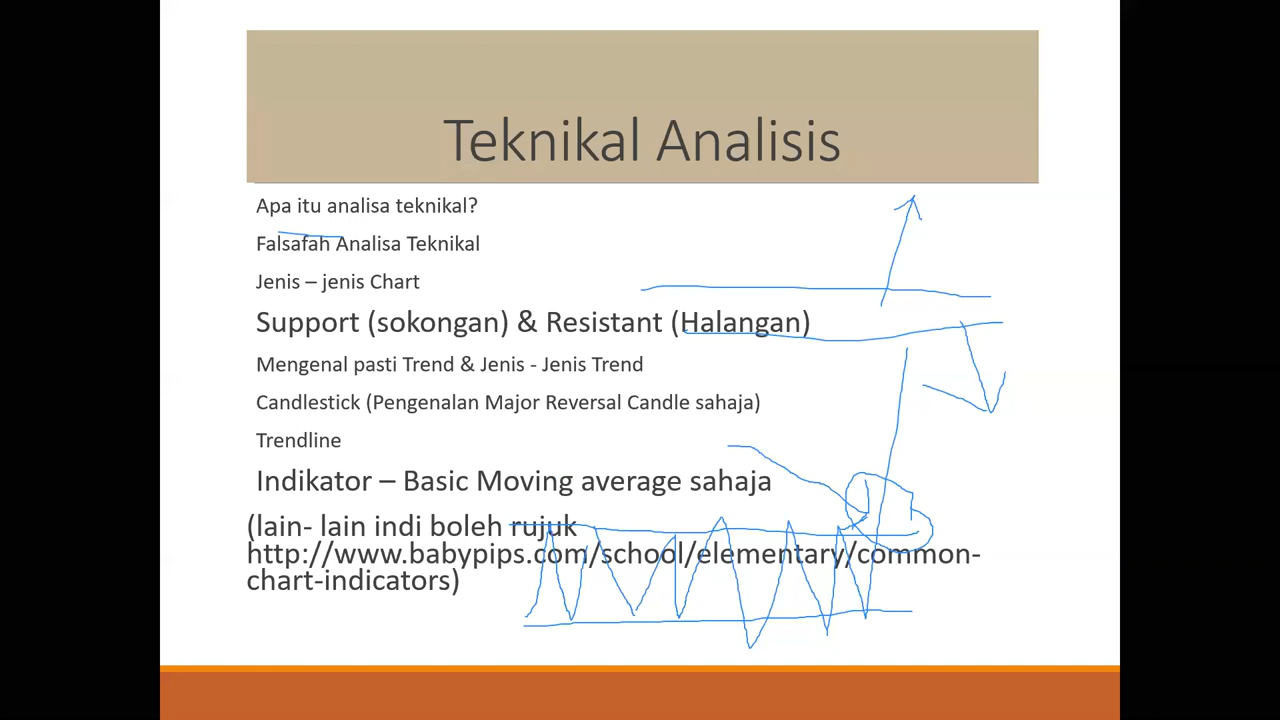 Teknikal Analisis
Apa itu analisa teknikal?
Falsafah Analisa Teknikal
Jenis – jenis Chart
Support (sokongan) & Resistant (Halangan)
Mengenal pasti Trend & Jenis - Jenis Trend
Candlestick (Pengenalan Major Reversal Candle sahaja)
Trendline
Indikator – Basic Moving average sahaja
(lain- lain indi boleh rujuk
http://www.babypips.com/school/elementary/common-
chart-indicators)